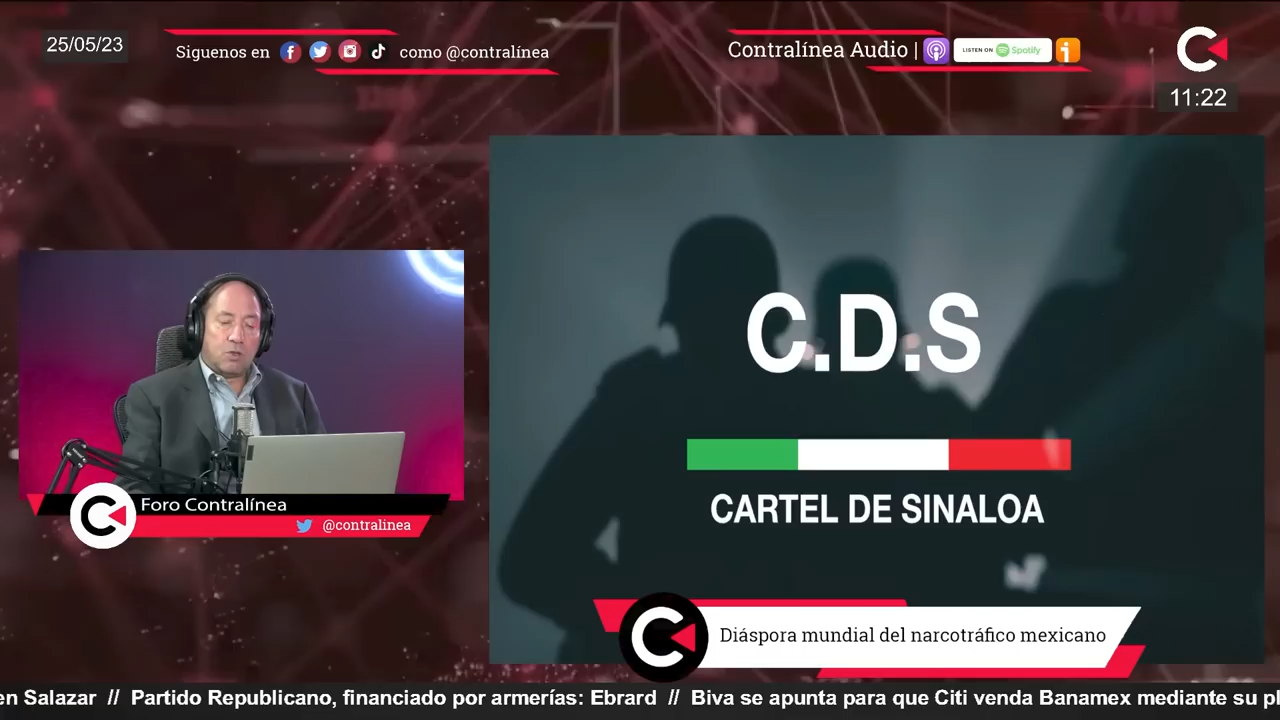 25/05/23
Siguenos en
como @contralínea
Contralínea Audio |
LISTEN ON Spotify
11:22
C.D.S
CARTEL DE SINALOA
Foro Contralínea
@contralinea
Diáspora mundial del narcotráfico mexicano
en Salazar // Partido Republicano, financiado por armerías: Ebrard // Biva se apunta para que Citi venda Banamex mediante su